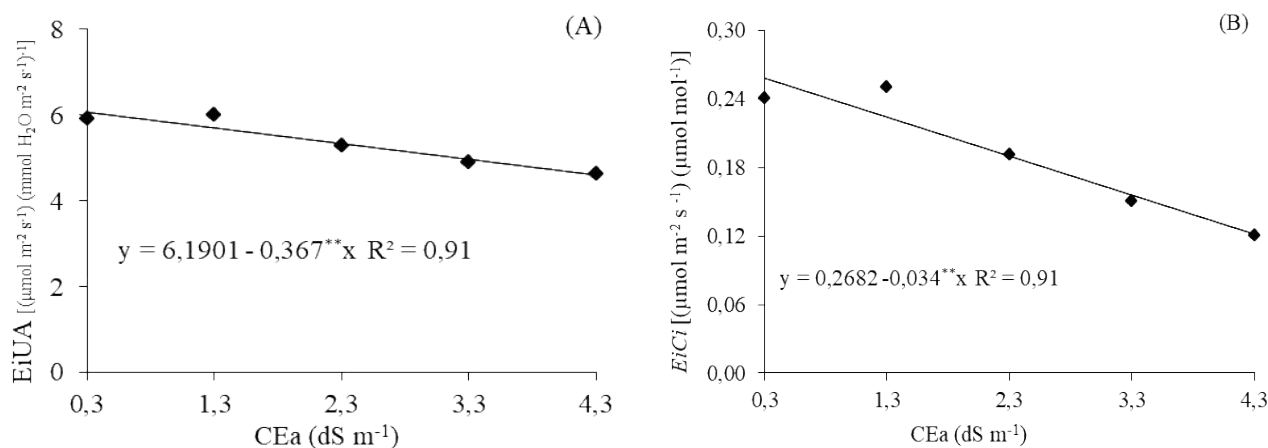 (A)
8
6
4
2
0
EiUA [(µmol m-2 s-1) (mmol H2O m-2 s-1)-1]
y = 6,1901 - 0,367**x R² = 0,91
0,3 1,3 2,3 3,3 4,3
CEa (dS m-1)
(B)
0,30
0,24
0,18
0,12
0,06
0,00
EiCi [(µmol m-2 s -1) (µmol mol-1)]
y = 0,2682 -0,034**x R² = 0,91
0,3 1,3 2,3 3,3 4,3
CEa (dS m-1)